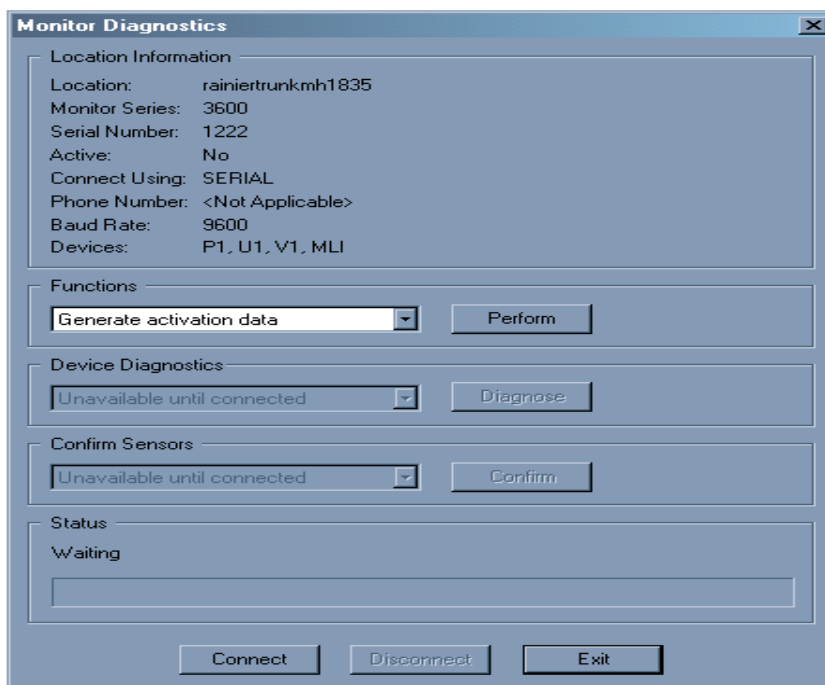 Monitor Diagnostics
Location Information
Location: rainiertrunkmh1835
Monitor Series: 3600
Serial Number: 1222
Active: No
Connect Using: SERIAL
Phone Number: <Not Applicable>
Baud Rate: 9600
Devices: P1, U1, V1, MLI
Functions
Generate activation data Perform
Device Diagnostics
Unavailable until connected Diagnose
Confirm Sensors
Unavailable until connected Confirm
Status
Waiting
Connect Disconnect Exit